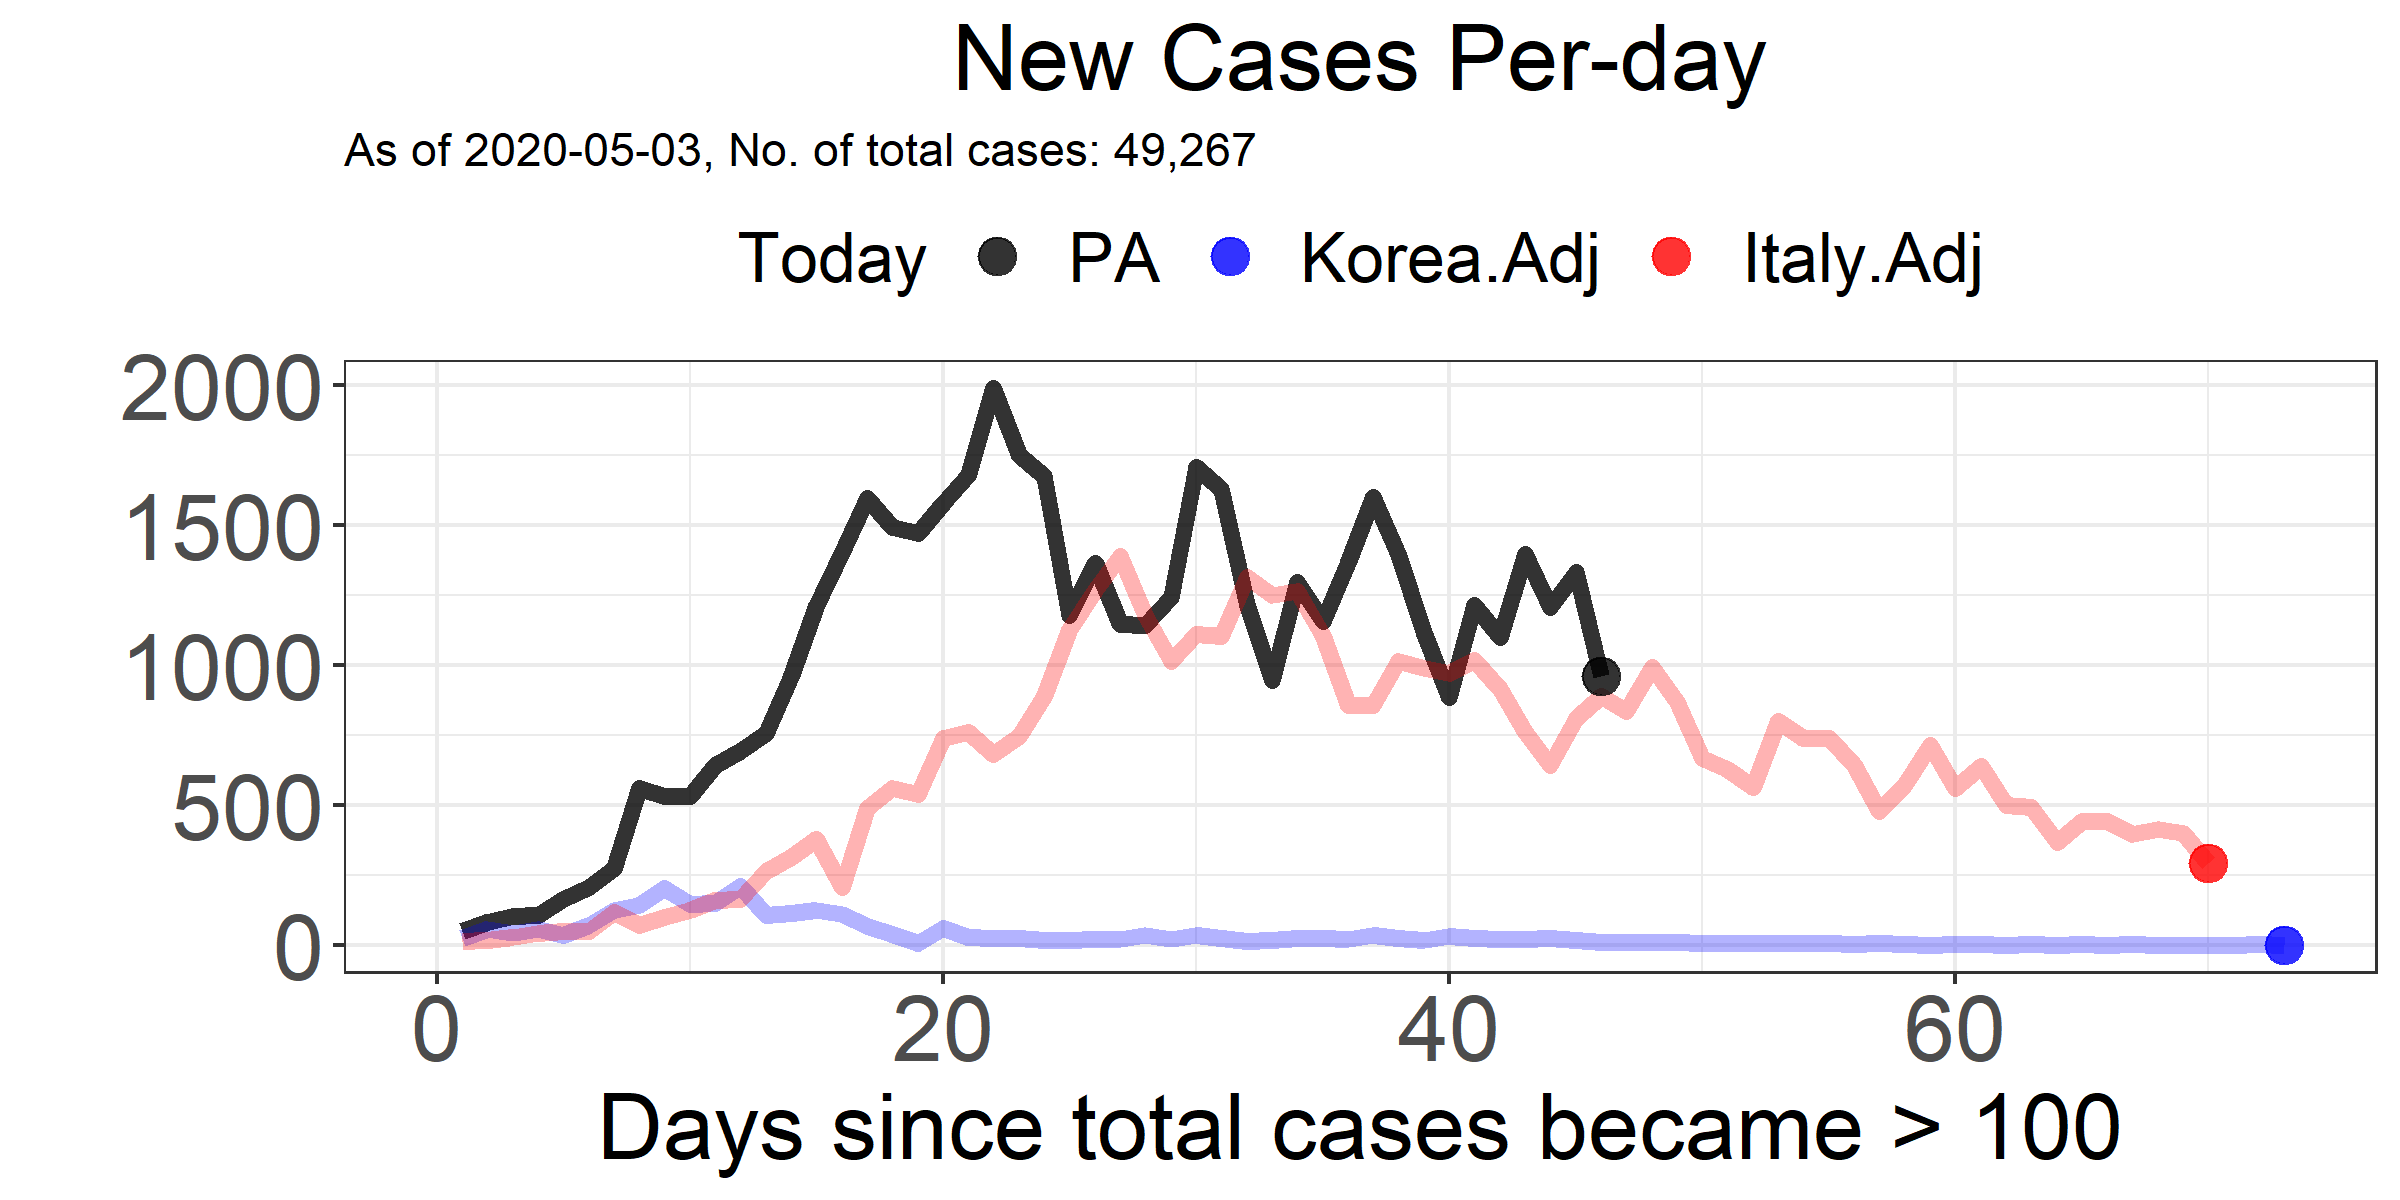 New Cases Per-day
As of 2020-05-03, No. of total cases: 49,267
Today PA Korea.Adj Italy.Adj
2000
1500
1000
500
0
0 20 40 60
Days since total cases became > 100